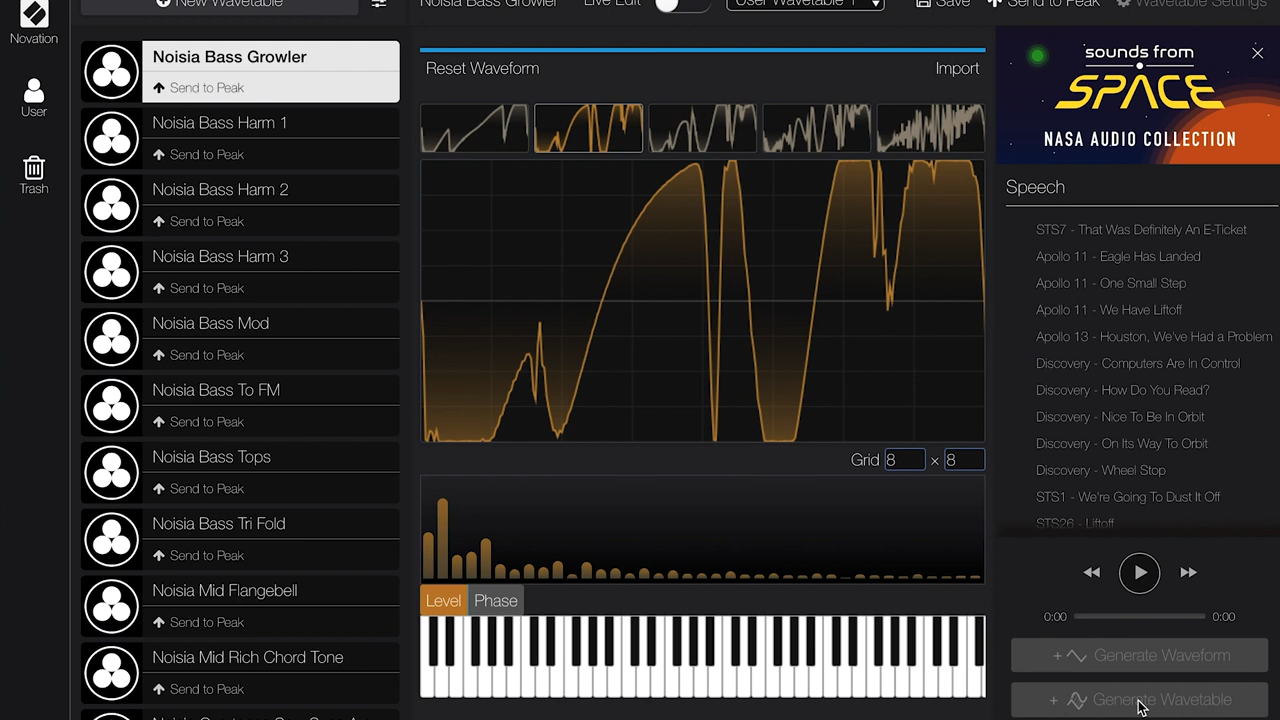 New Wavetable
Noisia Bass Growler
Live Edit
User Wavetable 1
Save
Send to Peak
Wavetable Settings
Novation
User
Trash
Noisia Bass Growler
Send to Peak
Noisia Bass Harm 1
Send to Peak
Noisia Bass Harm 2
Send to Peak
Noisia Bass Harm 3
Send to Peak
Noisia Bass Mod
Send to Peak
Noisia Bass To FM
Send to Peak
Noisia Bass Tops
Send to Peak
Noisia Bass Tri Fold
Send to Peak
Noisia Mid Flangebell
Send to Peak
Noisia Mid Rich Chord Tone
Send to Peak
Reset Waveform
Import
Grid 8 × 8
Level Phase
sounds from
SPACE
NASA AUDIO COLLECTION
Speech
STS7 - That Was Definitely An E-Ticket
Apollo 11 - Eagle Has Landed
Apollo 11 - One Small Step
Apollo 11 - We Have Liftoff
Apollo 13 - Houston, We've Had a Problem
Discovery - Computers Are In Control
Discovery - How Do You Read?
Discovery - Nice To Be In Orbit
Discovery - On Its Way To Orbit
Discovery - Wheel Stop
STS1 - We're Going To Dust It Off
STS26 - Liftoff
0:00 0:00
+ Generate Waveform
+ Generate Wavetable